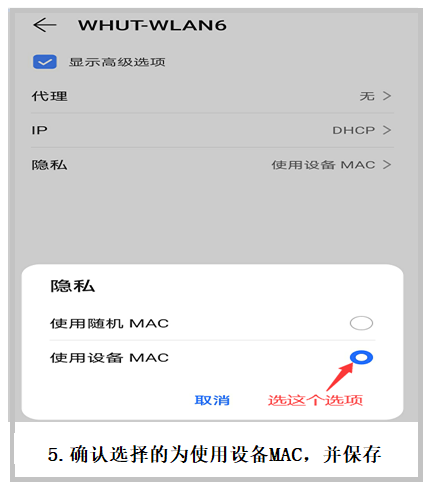 WHUT-WLAN6
显示高级选项
代理 无
IP DHCP
隐私 使用设备 MAC
隐私
使用随机 MAC
使用设备 MAC
取消 选这个选项
5.确认选择的为使用设备MAC，并保存